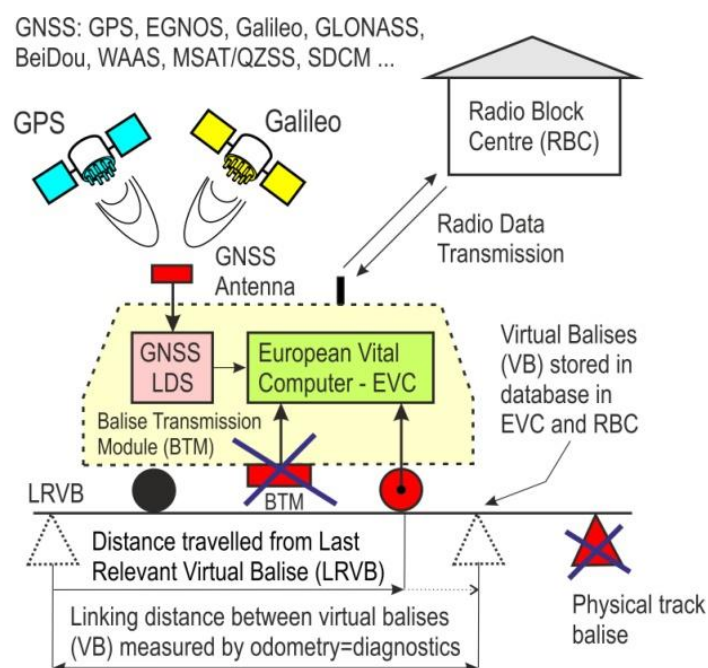 GNSS: GPS, EGNOS, Galileo, GLONASS,
BeiDou, WAAS, MSAT/QZSS, SDCM ...
GPS
Galileo
Radio Block
Centre (RBC)
Radio Data
Transmission
GNSS
Antenna
GNSS
LDS
European Vital
Computer - EVC
Virtual Balises
(VB) stored in
database in
EVC and RBC
Balise Transmission
Module (BTM)
LRVB
BTM
Distance travelled from Last
Relevant Virtual Balise (LRVB)
Linking distance between virtual balises
(VB) measured by odometry=diagnostics
Physical track
balise